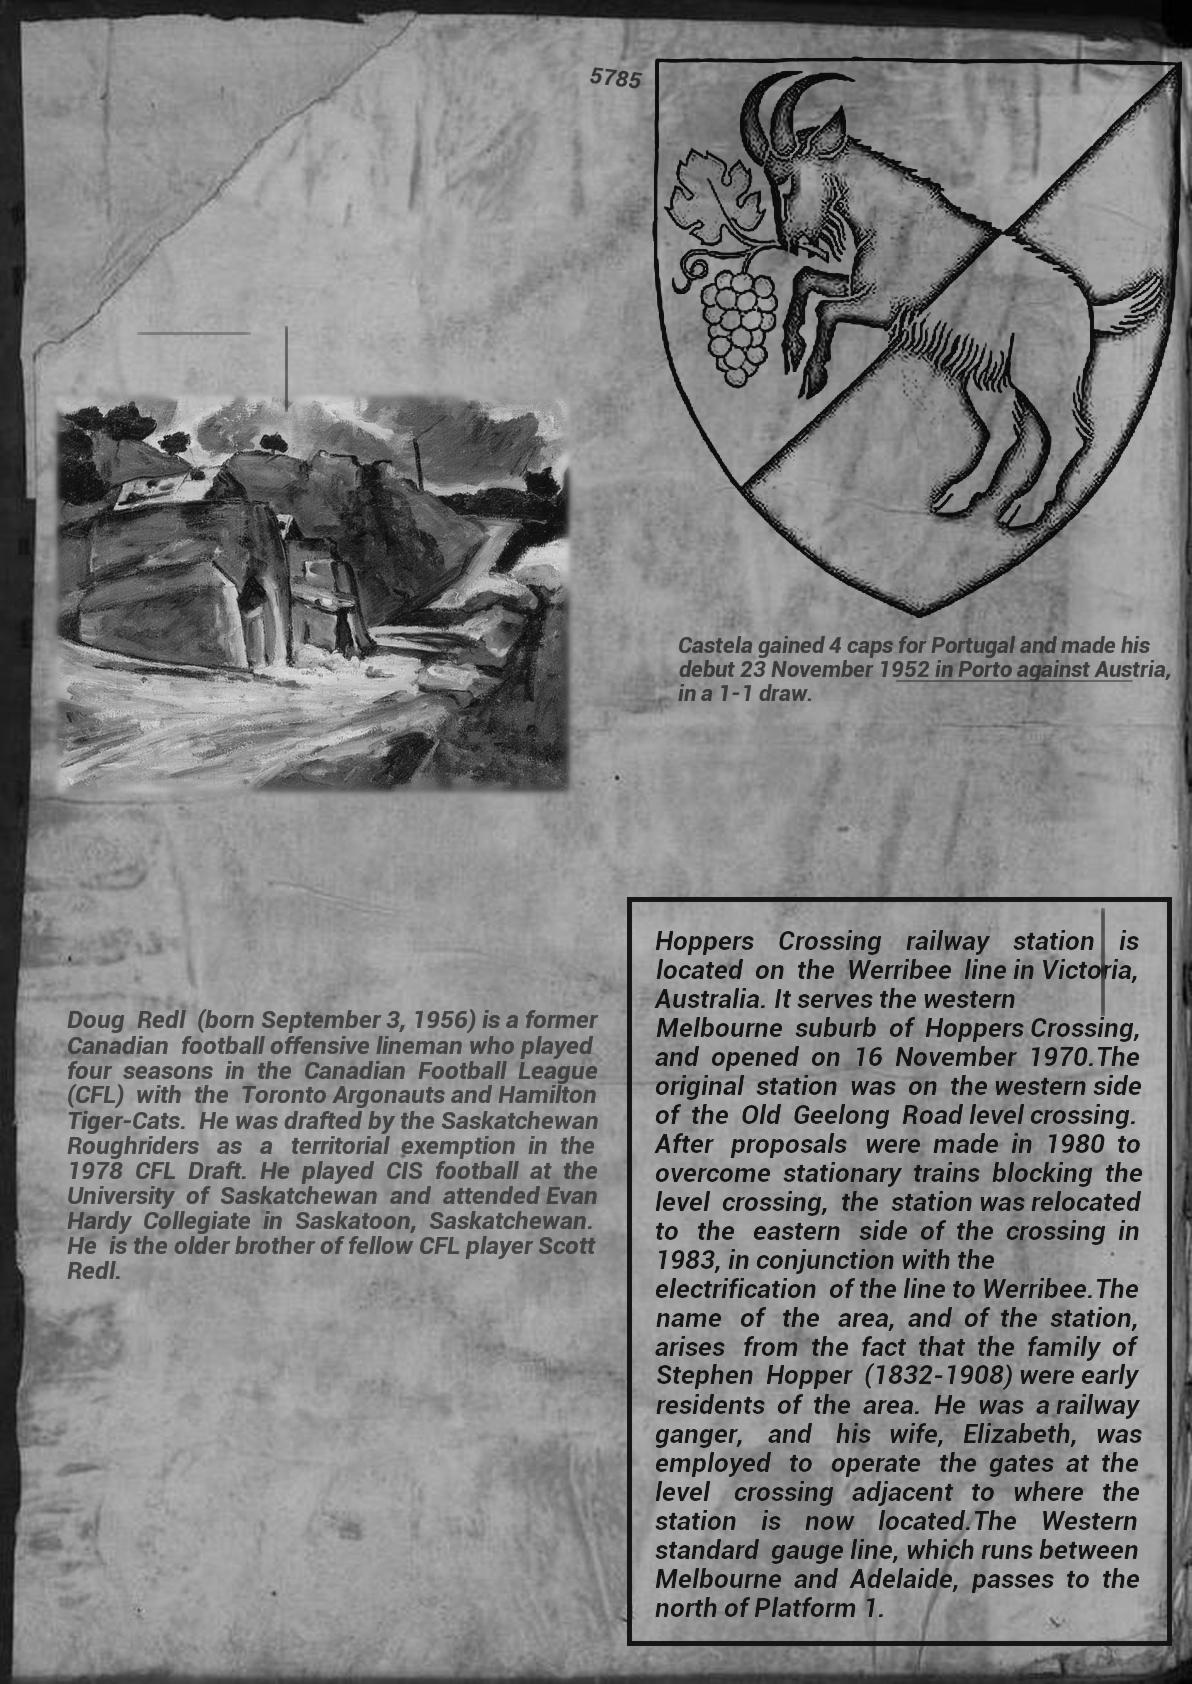 5785
Castela gained 4 caps for Portugal and made his
debut 23 November 1952 in Porto against Austria,
in a 1-1 draw.
Doug Redl (born September 3, 1956) is a former
Canadian football offensive lineman who played
four seasons in the Canadian Football League
(CFL) with the Toronto Argonauts and Hamilton
Tiger-Cats. He was drafted by the Saskatchewan
Roughriders as a territorial exemption in the
1978 CFL Draft. He played CIS football at the
University of Saskatchewan and attended Evan
Hardy Collegiate in Saskatoon, Saskatchewan.
He is the older brother of fellow CFL player Scott
Redl.
Hoppers Crossing railway station is
located on the Werribee line in Victoria,
Australia. It serves the western
Melbourne suburb of Hoppers Crossing,
and opened on 16 November 1970.The
original station was on the western side
of the Old Geelong Road level crossing.
After proposals were made in 1980 to
overcome stationary trains blocking the
level crossing, the station was relocated
to the eastern side of the crossing in
1983, in conjunction with the
electrification of the line to Werribee.The
name of the area, and of the station,
arises from the fact that the family of
Stephen Hopper (1832-1908) were early
residents of the area. He was a railway
ganger, and his wife, Elizabeth, was
employed to operate the gates at the
level crossing adjacent to where the
station is now located.The Western
standard gauge line, which runs between
Melbourne and Adelaide, passes to the
north of Platform 1.